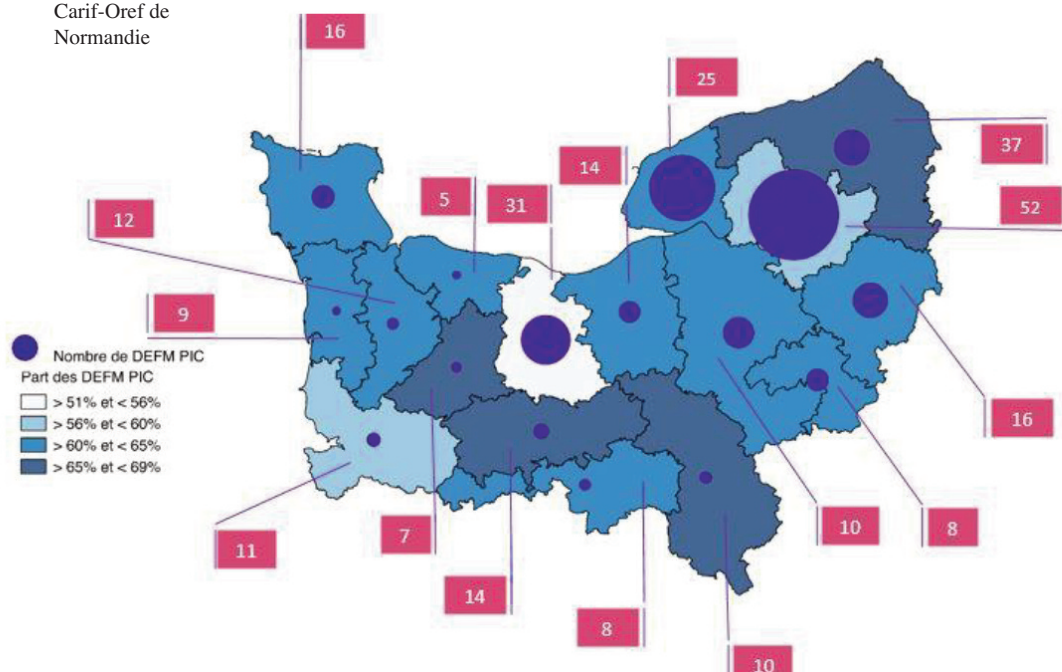 Carif-Oref de
Normandie
16
25
37
14
5
31
52
12
9
Nombre de DEFM PIC
Part des DEFM PIC
> 51% et < 56%
> 56% et < 60%
> 60% et < 65%
> 65% et < 69%
16
11
7
10
8
14
8
10